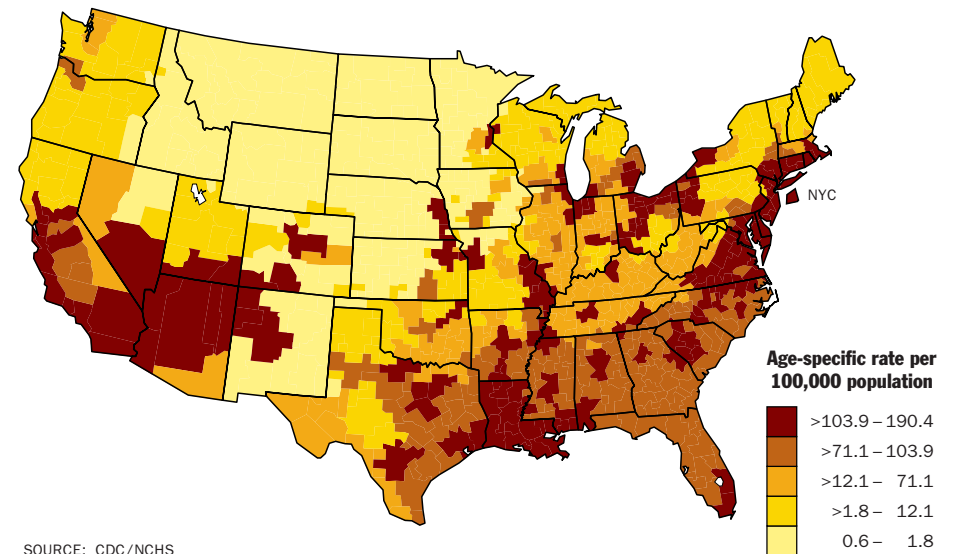 NYC
Age-specific rate per
100,000 population
>103.9 – 190.4
>71.1 – 103.9
>12.1 – 71.1
>1.8 – 12.1
0.6 – 1.8
SOURCE: CDC/NCHS